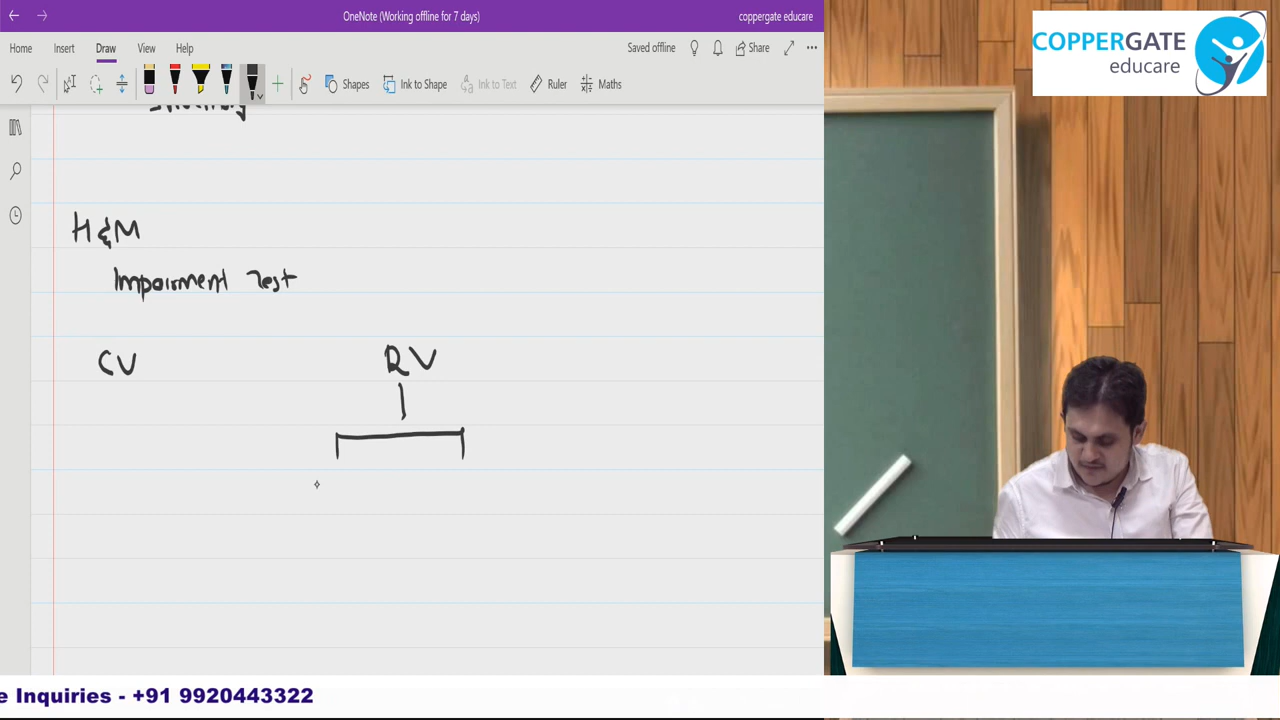 OneNote (Working offline for 7 days)
coppergate educare
Home Insert Draw View Help
Saved offline
Share
Shapes
Ink to Shape
Ink to Text
Ruler
Maths
COPPERGATE
educare
H&M
Impairment Test
CV
RV
e Inquiries - +91 9920443322